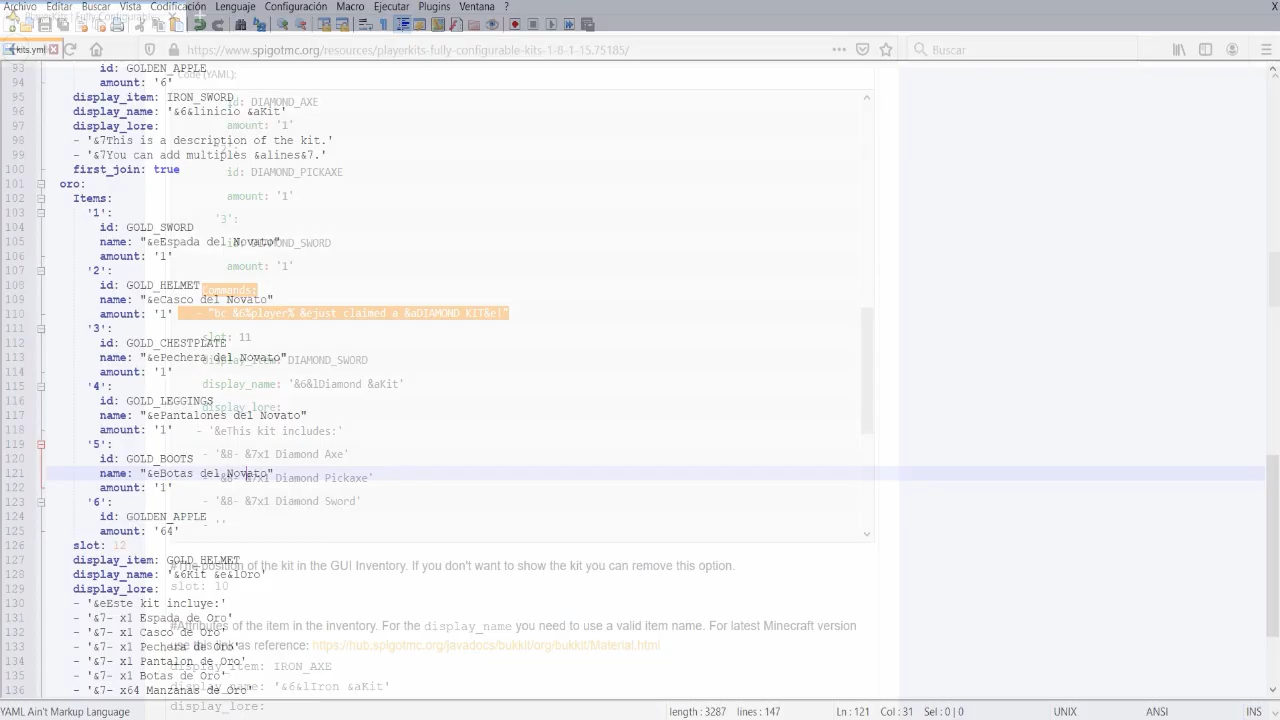 Archivo Editar Buscar Vista Codificación Lenguaje Configuración Macro Ejecutar Plugins Ventana ?
X
kits.yml
https://www.spigotmc.org/resources/playerkits-fully-configurable-kits-1-8-1-15.75185/
Buscar
Code (YAML):
93 id: GOLDEN_APPLE
94 amount: '6'
95 display_item: IRON_SWORD
96 display_name: '&6&linicio &aKit'
97 display_lore:
98 - '&7This is a description of the kit.'
99 - '&7You can add multiples &alines&7.'
100 first_join: true
101 oro:
102 Items:
103 '1':
104 id: GOLD_SWORD
105 name: "&eEspada del Novato"
106 amount: '1'
107 '2':
108 id: GOLD_HELMET
109 name: "&eCasco del Novato"
110 amount: '1'
111 '3':
112 id: GOLD_CHESTPLATE
113 name: "&ePechera del Novato"
114 amount: '1'
115 '4':
116 id: GOLD_LEGGINGS
117 name: "&ePantalones del Novato"
118 amount: '1'
119 '5':
120 id: GOLD_BOOTS
121 name: "&eBotas del Novato"
122 amount: '1'
123 '6':
124 id: GOLDEN_APPLE
125 amount: '64'
126 slot: 12
127 display_item: GOLD_HELMET
128 display_name: '&6Kit &e&lOro'
129 display_lore:
130 - '&eEste kit incluye:'
131 - '&7- x1 Espada de Oro'
132 - '&7- x1 Casco de Oro'
133 - '&7- x1 Pechera de Oro'
134 - '&7- x1 Pantalon de Oro'
135 - '&7- x1 Botas de Oro'
136 - '&7- x64 Manzanas de Oro'
id: DIAMOND_AXE
amount: '1'
id: DIAMOND_PICKAXE
amount: '1'
'3':
id: DIAMOND_SWORD
amount: '1'
Commands:
- "bc &6%player% &ejust claimed a &aDIAMOND KIT&e!"
slot: 11
display_item: DIAMOND_SWORD
display_name: '&6&lDiamond &aKit'
display_lore:
- '&eThis kit includes:'
- '&8- &7x1 Diamond Axe'
- '&8- &7x1 Diamond Pickaxe'
- '&8- &7x1 Diamond Sword'
- ''
#The position of the kit in the GUI Inventory. If you don't want to show the kit you can remove this option.
slot: 10
#Attributes of the item in the inventory. For the display_name you need to use a valid item name. For latest Minecraft version
use this link as reference: https://hub.spigotmc.org/javadocs/bukkit/org/bukkit/Material.html
display_item: IRON_AXE
display_name: '&6&lIron &aKit'
display_lore:
YAML Ain't Markup Language length : 3287 lines : 147 Ln : 121 Col : 31 Sel : 0 | 0 UNIX ANSI INS